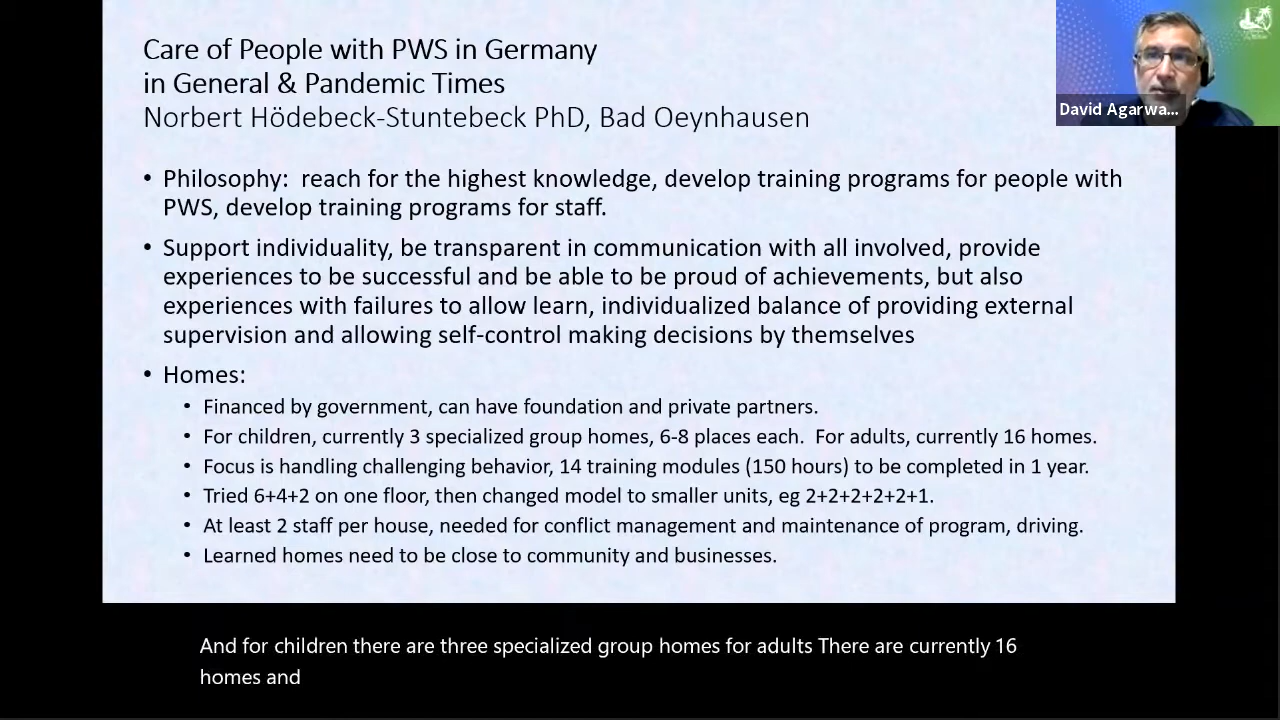 Care of People with PWS in Germany
in General & Pandemic Times
Norbert Hödebeck-Stuntebeck PhD, Bad Oeynhausen
David Agarwa...
• Philosophy:  reach for the highest knowledge, develop training programs for people with
PWS, develop training programs for staff.
• Support individuality, be transparent in communication with all involved, provide
experiences to be successful and be able to be proud of achievements, but also
experiences with failures to allow learn, individualized balance of providing external
supervision and allowing self-control making decisions by themselves
• Homes:
• Financed by government, can have foundation and private partners.
• For children, currently 3 specialized group homes, 6-8 places each.  For adults, currently 16 homes.
• Focus is handling challenging behavior, 14 training modules (150 hours) to be completed in 1 year.
• Tried 6+4+2 on one floor, then changed model to smaller units, eg 2+2+2+2+2+1.
• At least 2 staff per house, needed for conflict management and maintenance of program, driving.
• Learned homes need to be close to community and businesses.
And for children there are three specialized group homes for adults There are currently 16
homes and